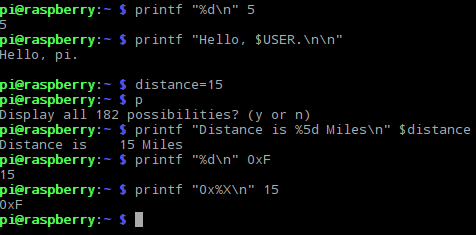 pi@raspberry:~ $ printf "%d\n" 5
5
pi@raspberry:~ $ printf "Hello, $USER.\n\n"
Hello, pi.

pi@raspberry:~ $ distance=15
pi@raspberry:~ $ p
Display all 182 possibilities? (y or n)
pi@raspberry:~ $ printf "Distance is %5d Miles\n" $distance
Distance is    15 Miles
pi@raspberry:~ $ printf "%d\n" 0xF
15
pi@raspberry:~ $ printf "0x%X\n" 15
0xF
pi@raspberry:~ $